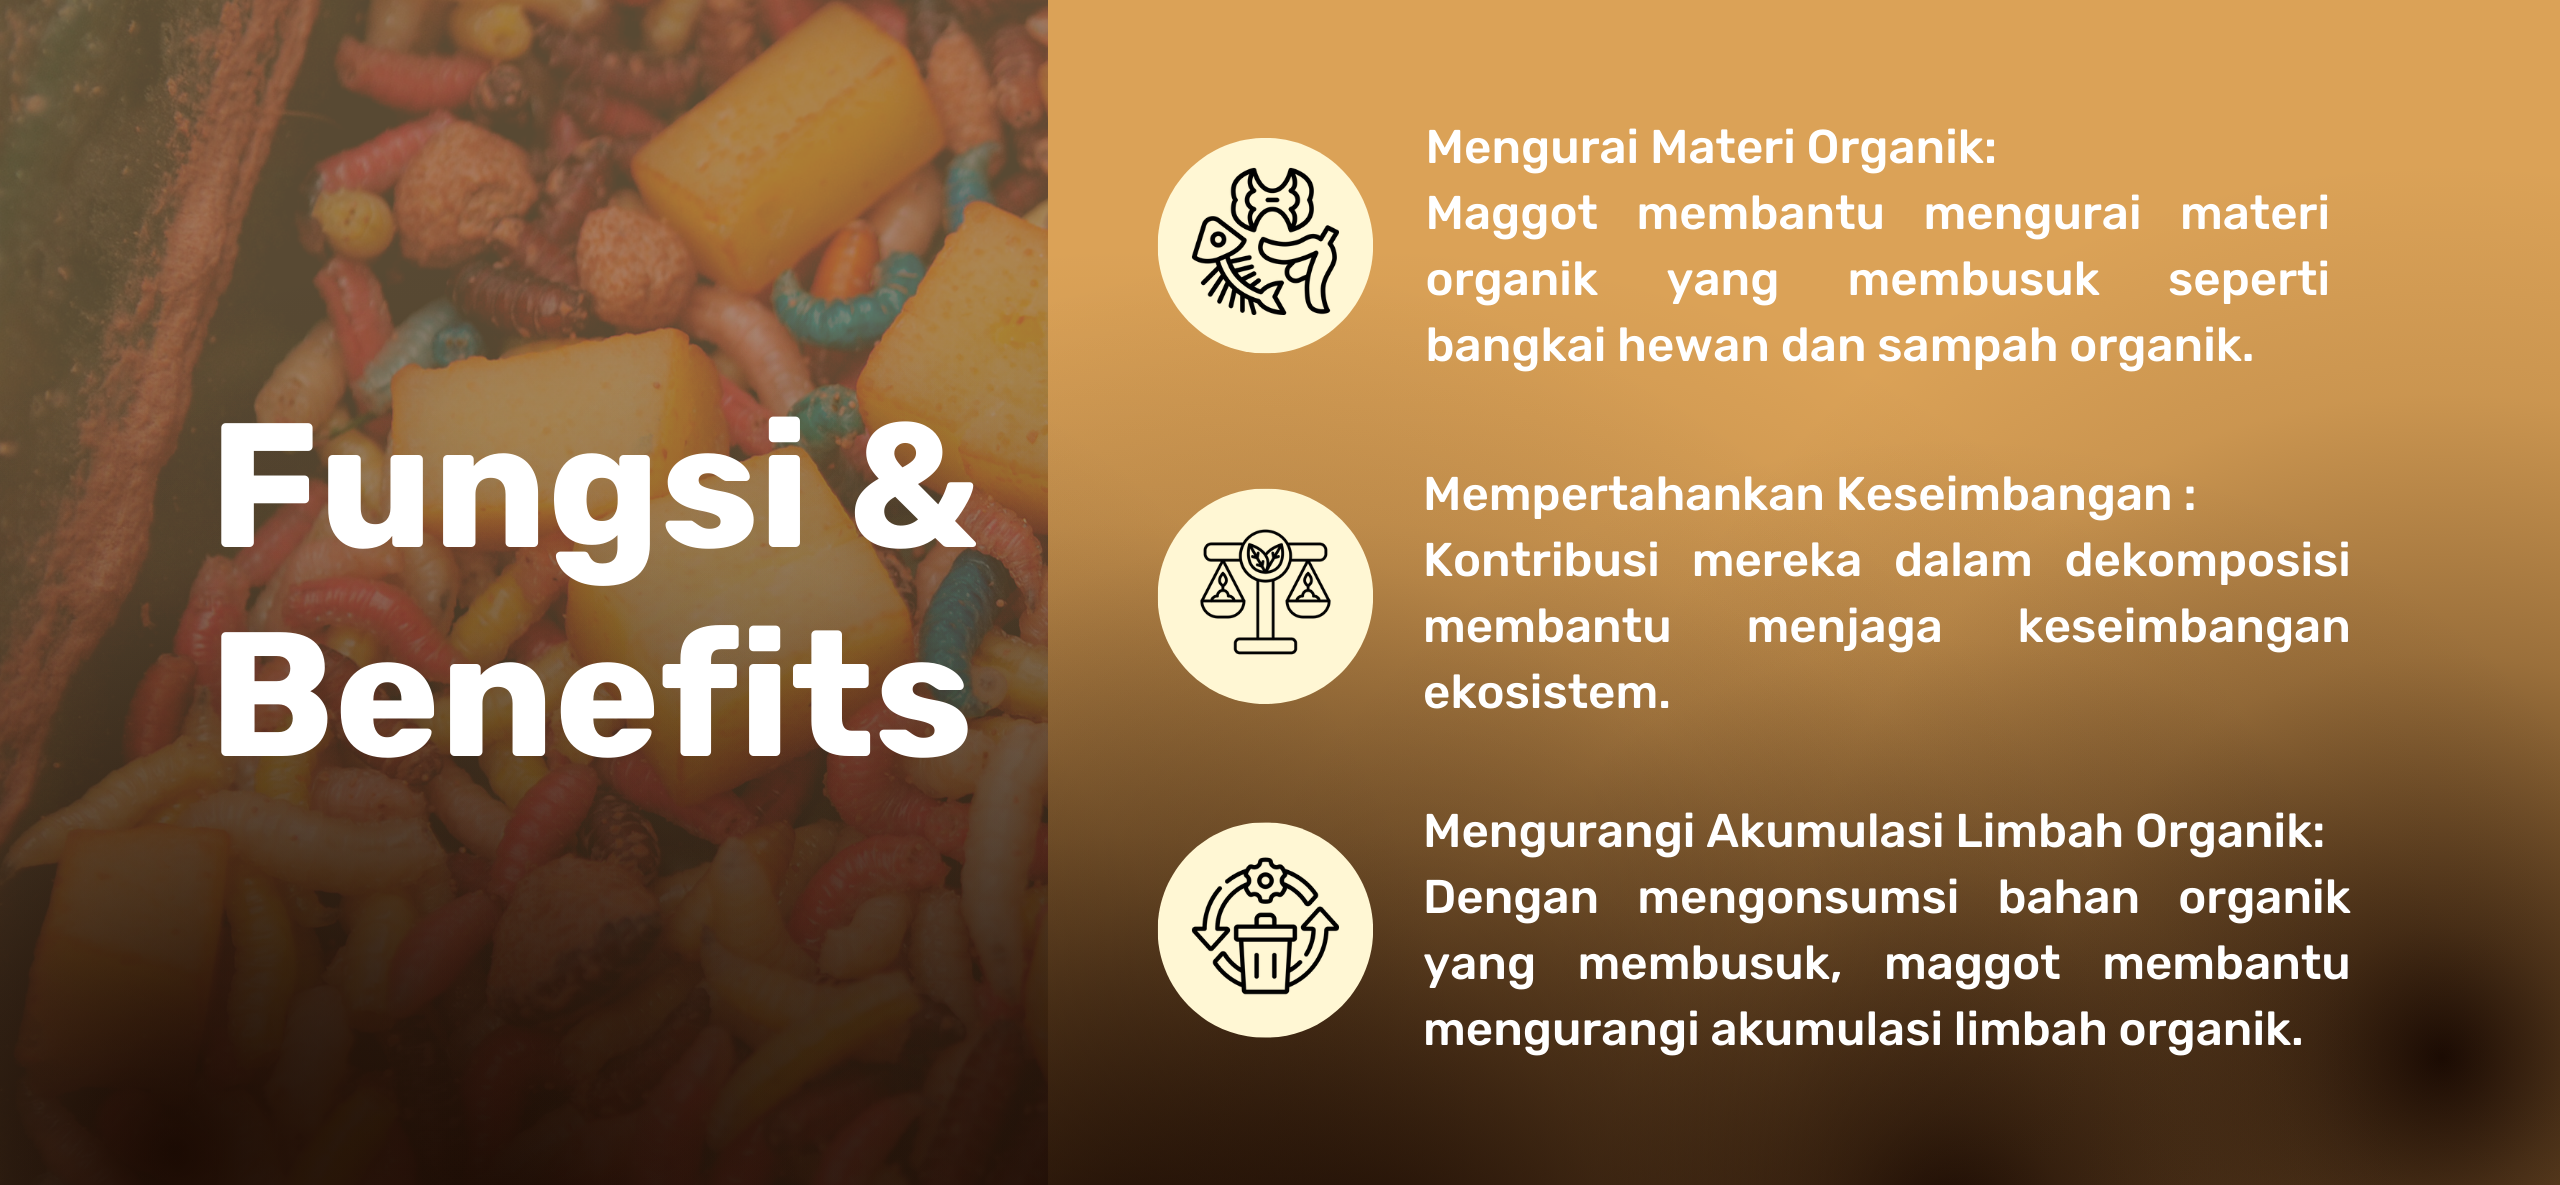 Fungsi &
Benefits
Mengurai Materi Organik:
Maggot membantu mengurai materi
organik yang membusuk seperti
bangkai hewan dan sampah organik.
Mempertahankan Keseimbangan :
Kontribusi mereka dalam dekomposisi
membantu menjaga keseimbangan
ekosistem.
Mengurangi Akumulasi Limbah Organik:
Dengan mengonsumsi bahan organik
yang membusuk, maggot membantu
mengurangi akumulasi limbah organik.